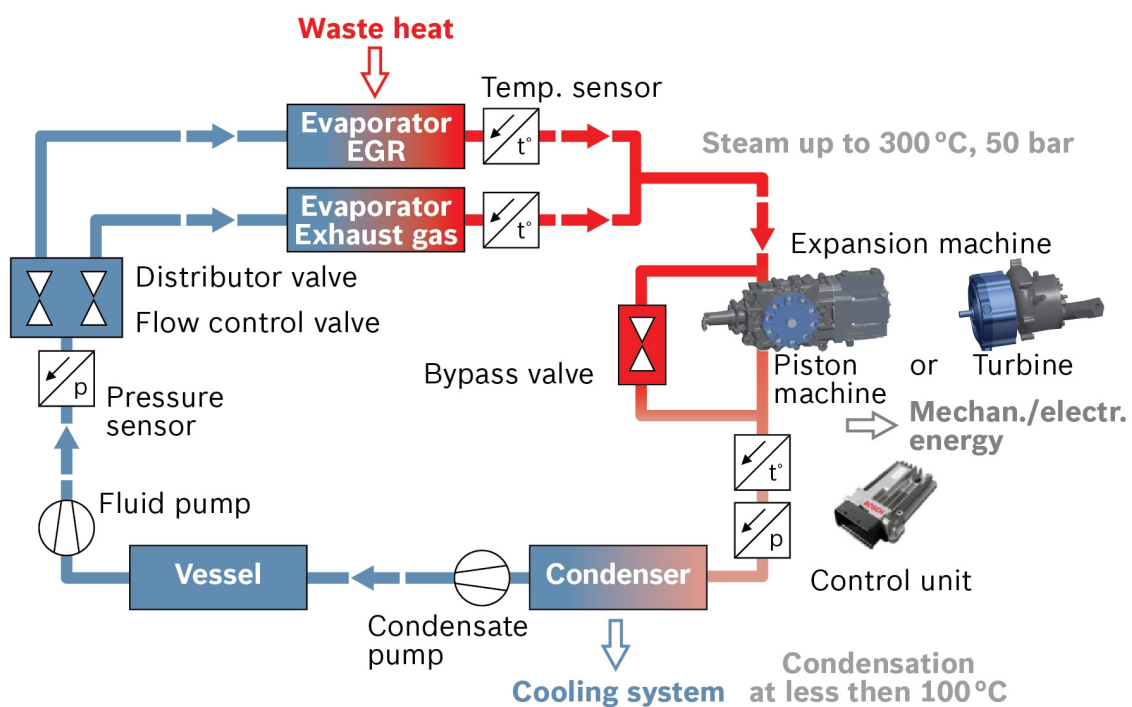 Waste heat
Temp. sensor
Evaporator
EGR
t°
Steam up to 300 °C, 50 bar
Evaporator
Exhaust gas
t°
Expansion machine
Distributor valve
Flow control valve
Bypass valve
Piston
machine
or
Turbine
p
Pressure
sensor
Mechan./electr.
energy
t°
Fluid pump
BOSCH
p
Vessel
Condenser
Control unit
Condensate
pump
Cooling system
Condensation
at less then 100 °C